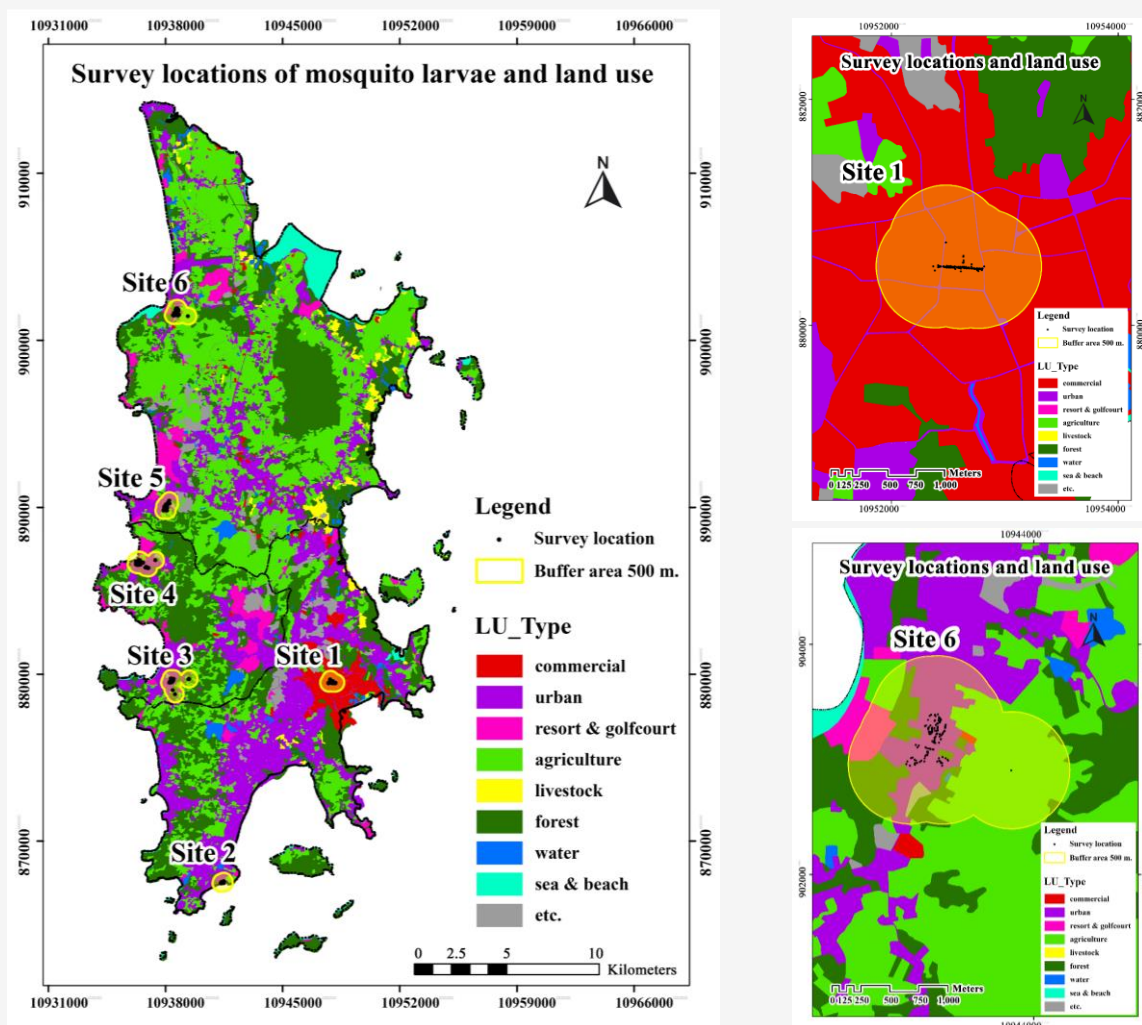 10931000 10938000 10945000 10952000 10959000 10966000
Survey locations of mosquito larvae and land use
N
910000
900000
890000
880000
870000
910000
900000
890000
880000
870000
Site 6
Site 5
Site 4
Site 3
Site 1
Site 2
Legend
Survey location
Buffer area 500 m.
LU_Type
commercial
urban
resort & golfcourt
agriculture
livestock
forest
water
sea & beach
etc.
0 2.5 5 10
Kilometers
10931000 10938000 10945000 10952000 10959000 10966000
10952000 10954000
Survey locations and land use
N
882000
880000
882000
880000
Site 1
Legend
Survey location
Buffer area 500 m.
LU_Type
commercial
urban
resort & golfcourt
agriculture
livestock
forest
water
sea & beach
etc.
Meters
0 125 250 500 750 1,000
10952000 10954000
10944000
Survey locations and land use
N
904000
902000
904000
902000
Site 6
Legend
Survey location
Buffer area 500 m.
LU_Type
commercial
urban
resort & golfcourt
agriculture
livestock
forest
water
sea & beach
etc.
Meters
0 125 250 500 750 1,000
10944000